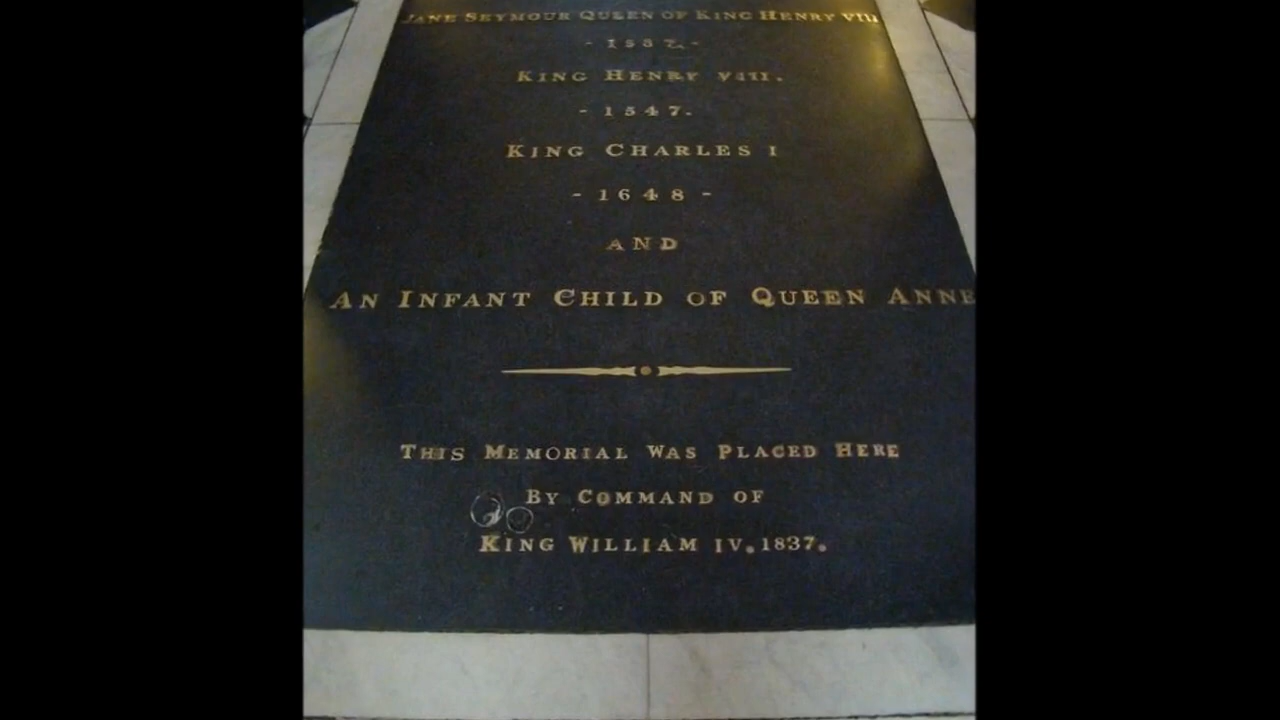 JANE SEYMOUR QUEEN OF KING HENRY VIII
- 1537. -
KING HENRY VIII.
- 1547.
KING CHARLES I
- 1648 -
AND
AN INFANT CHILD OF QUEEN ANNE
THIS MEMORIAL WAS PLACED HERE
BY COMMAND OF
KING WILLIAM IV. 1837.